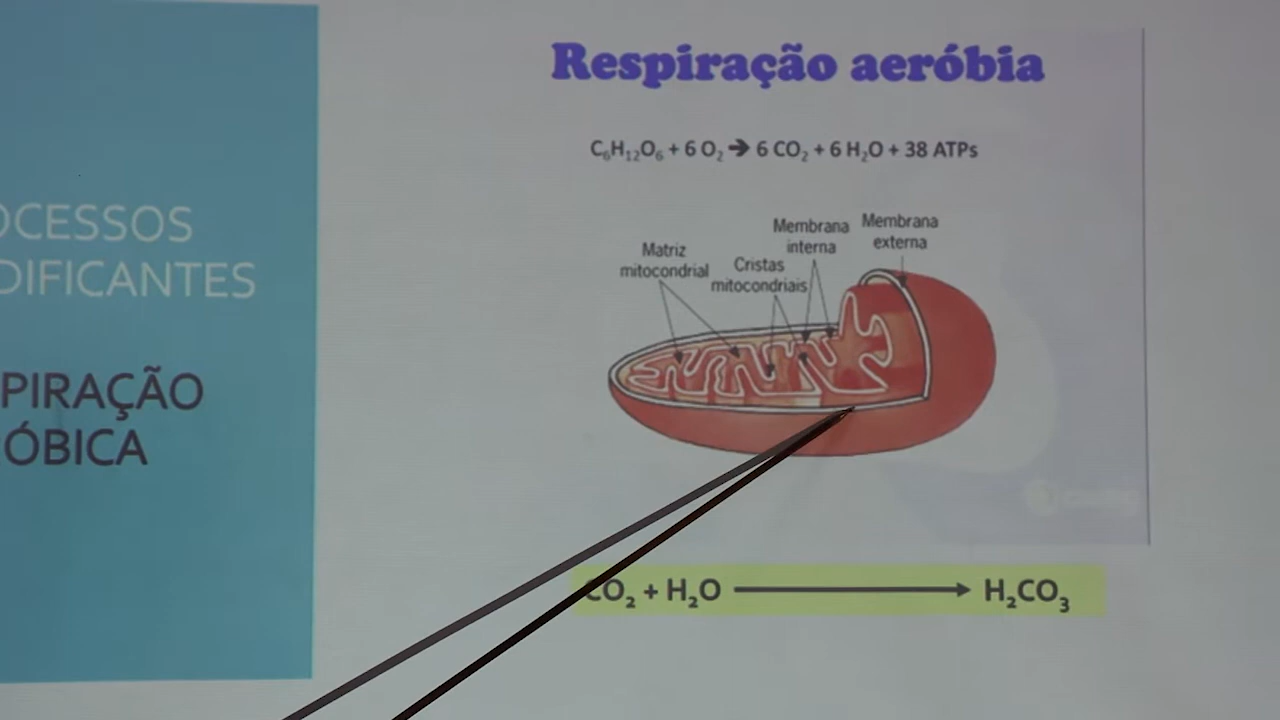 OCESSOS
DIFICANTES
PIRAÇÃO
ÓBICA
Respiração aeróbia
C₆H₁₂O₆ + 6 O₂ ➔ 6 CO₂ + 6 H₂O + 38 ATPs
Matriz
mitocondrial
Cristas
mitocondriais
Membrana
interna
Membrana
externa
CO₂ + H₂O ⟶ H₂CO₃